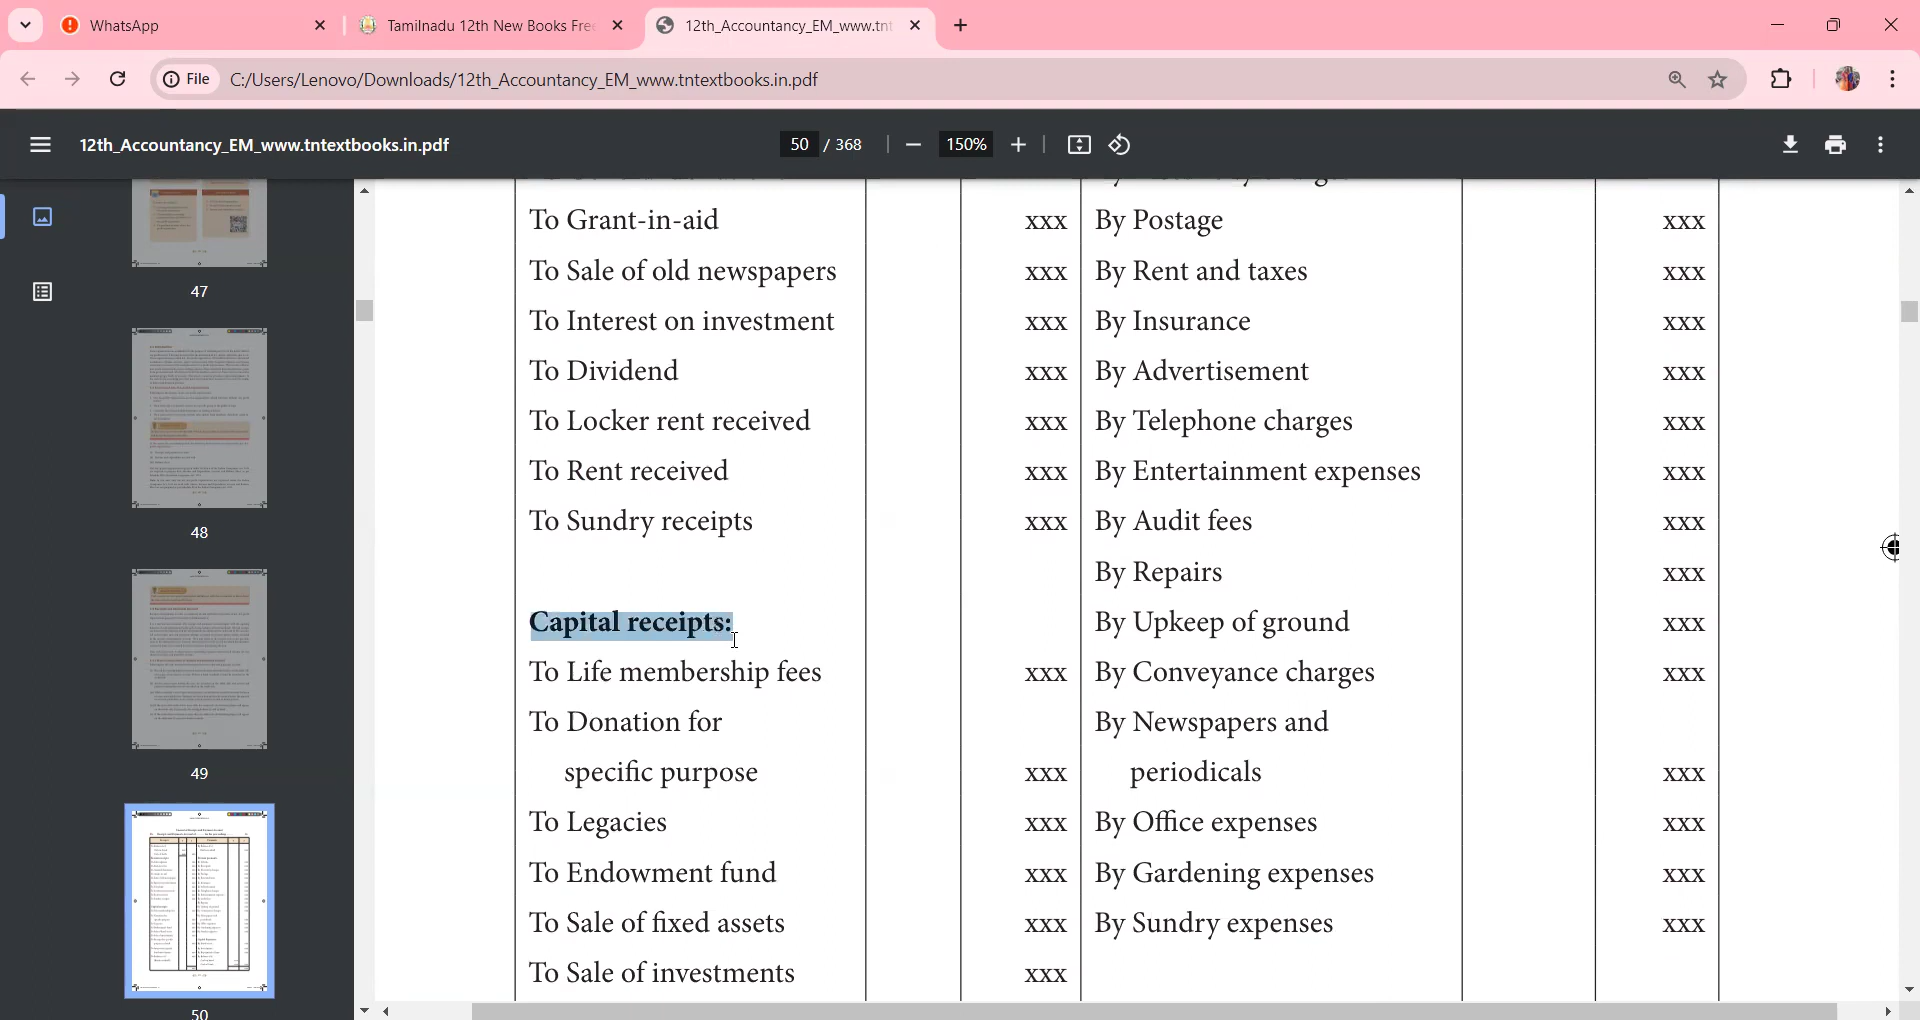 WhatsApp
Tamilnadu 12th New Books Fre
12th_Accountancy_EM_www.tnt
File
C:/Users/Lenovo/Downloads/12th_Accountancy_EM_www.tntextbooks.in.pdf
12th_Accountancy_EM_www.tntextbooks.in.pdf
50 / 368
150%
47
48
49
50
To Grant-in-aid xxx By Postage xxx
To Sale of old newspapers xxx By Rent and taxes xxx
To Interest on investment xxx By Insurance xxx
To Dividend xxx By Advertisement xxx
To Locker rent received xxx By Telephone charges xxx
To Rent received xxx By Entertainment expenses xxx
To Sundry receipts xxx By Audit fees xxx
By Repairs xxx
Capital receipts: By Upkeep of ground xxx
To Life membership fees xxx By Conveyance charges xxx
To Donation for By Newspapers and
specific purpose xxx periodicals xxx
To Legacies xxx By Office expenses xxx
To Endowment fund xxx By Gardening expenses xxx
To Sale of fixed assets xxx By Sundry expenses xxx
To Sale of investments xxx